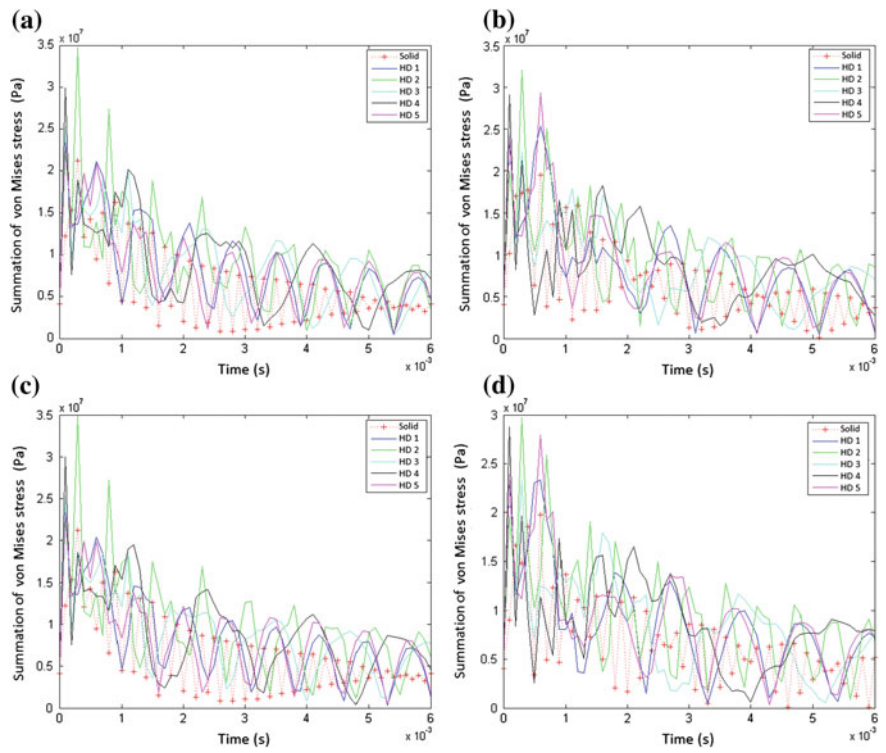 (a)
x 10⁷
3.5
3
2.5
2
1.5
1
0.5
0
Summation of von Mises stress (Pa)
Solid
HD 1
HD 2
HD 3
HD 4
HD 5
0 1 2 3 4 5 6
x 10⁻³
Time (s)
(b)
x 10⁷
3.5
3
2.5
2
1.5
1
0.5
0
Summation of von Mises stress (Pa)
Solid
HD 1
HD 2
HD 3
HD 4
HD 5
0 1 2 3 4 5 6
x 10⁻³
Time (s)
(c)
x 10⁷
3.5
3
2.5
2
1.5
1
0.5
0
Summation of von Mises stress (Pa)
Solid
HD 1
HD 2
HD 3
HD 4
HD 5
0 1 2 3 4 5 6
x 10⁻³
Time (s)
(d)
x 10⁷
3
2.5
2
1.5
1
0.5
0
Summation of von Mises stress (Pa)
Solid
HD 1
HD 2
HD 3
HD 4
HD 5
0 1 2 3 4 5 6
x 10⁻³
Time (s)